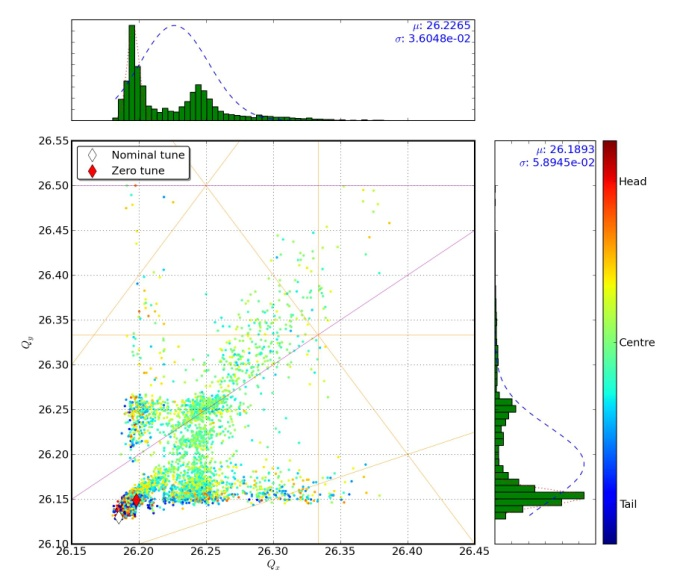 μ: 26.2265
σ: 3.6048e-02
μ: 26.1893
σ: 5.8945e-02
Nominal tune
Zero tune
26.55
26.50
26.45
26.40
26.35
26.30
26.25
26.20
26.15
26.10
Q_y
26.15 26.20 26.25 26.30 26.35 26.40 26.45
Q_x
Head
Centre
Tail